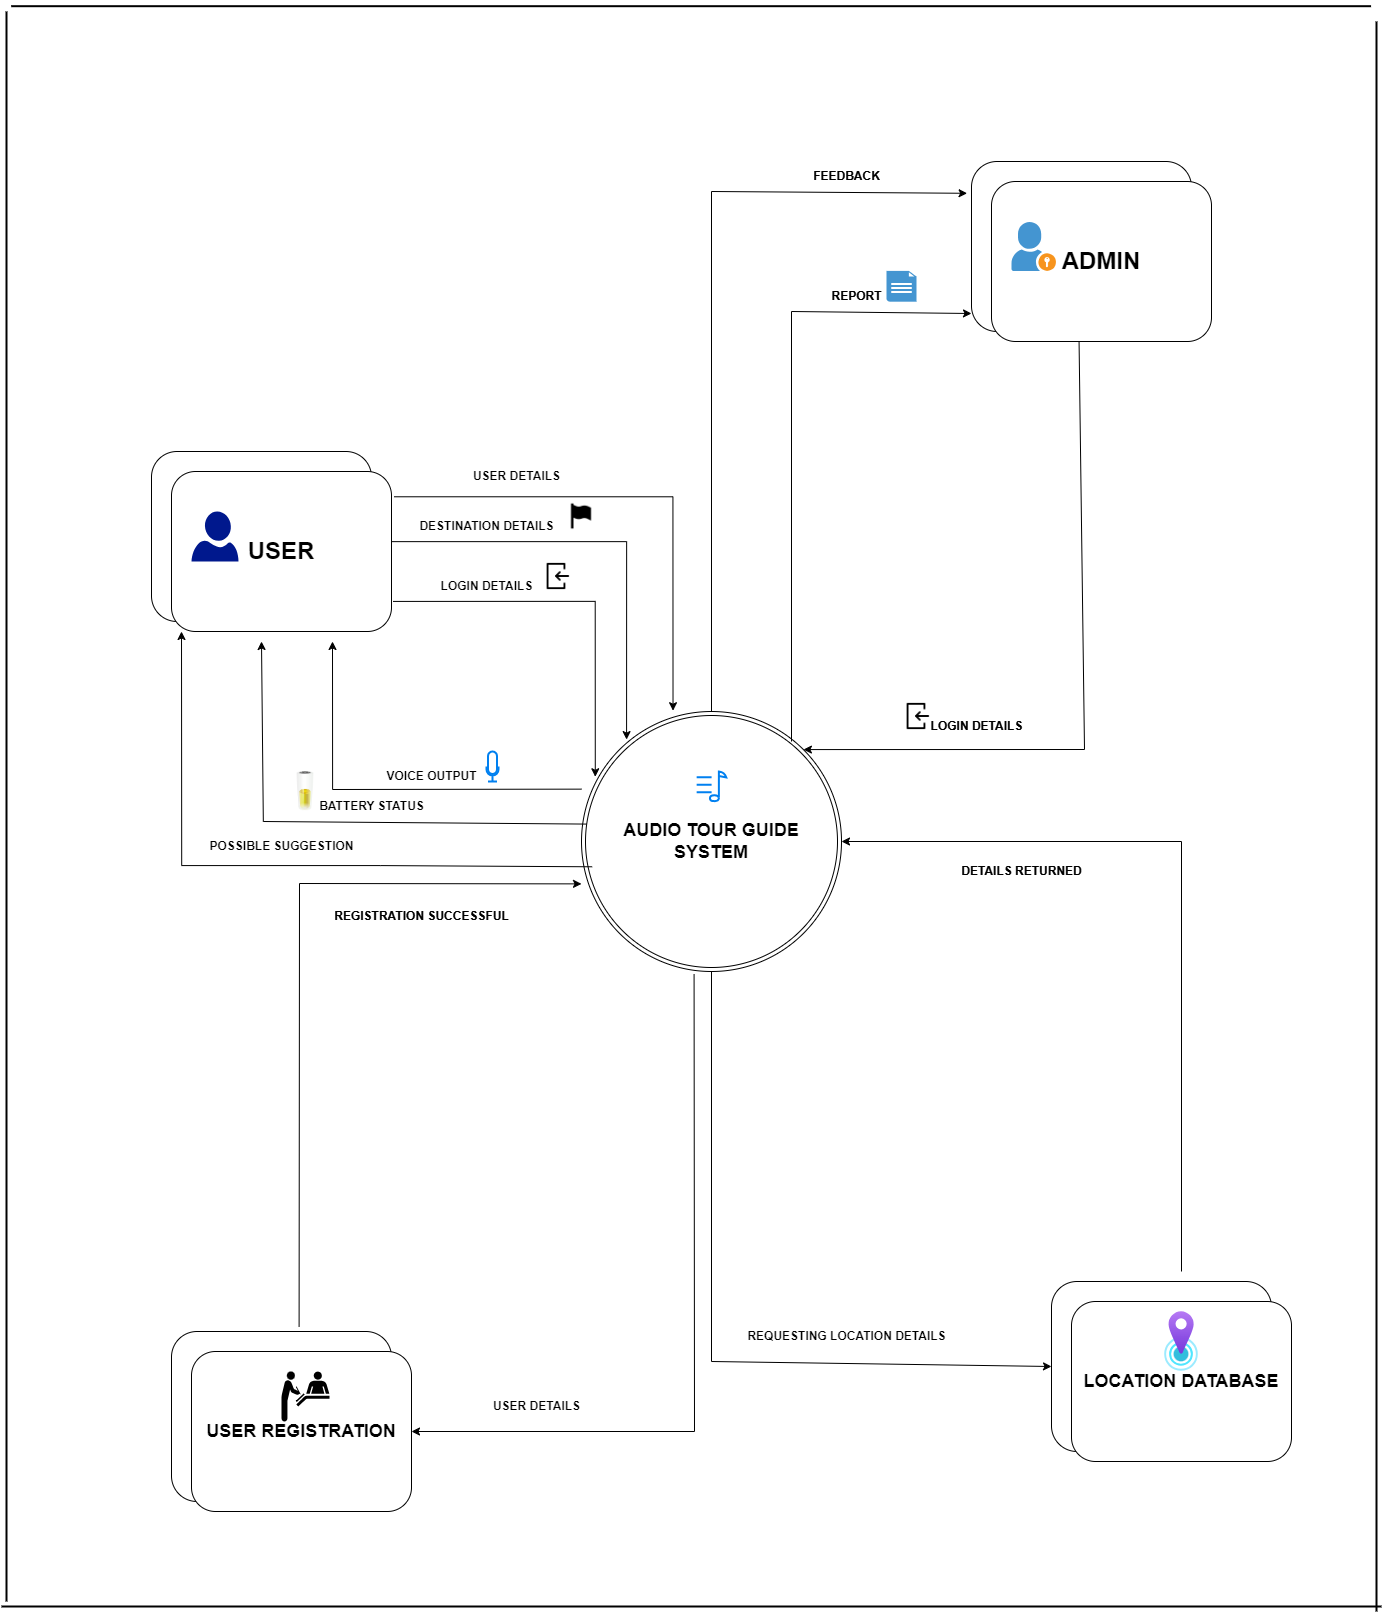 FEEDBACK
ADMIN
REPORT
USER DETAILS
DESTINATION DETAILS
USER
LOGIN DETAILS
LOGIN DETAILS
VOICE OUTPUT
BATTERY STATUS
AUDIO TOUR GUIDE
SYSTEM
POSSIBLE SUGGESTION
DETAILS RETURNED
REGISTRATION SUCCESSFUL
REQUESTING LOCATION DETAILS
LOCATION DATABASE
USER DETAILS
USER REGISTRATION